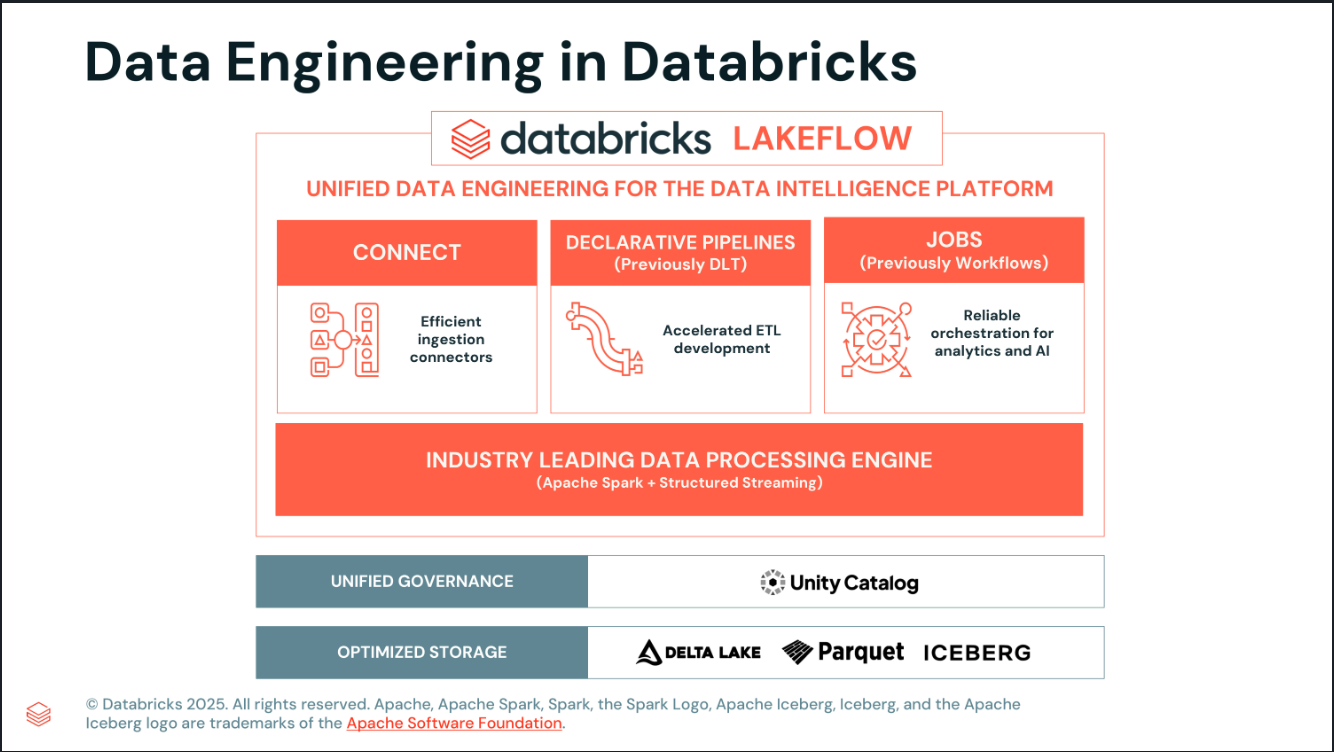 Data Engineering in Databricks
databricks LAKEFLOW
UNIFIED DATA ENGINEERING FOR THE DATA INTELLIGENCE PLATFORM
CONNECT
Efficient
ingestion
connectors
DECLARATIVE PIPELINES
(Previously DLT)
Accelerated ETL
development
JOBS
(Previously Workflows)
Reliable
orchestration for
analytics and AI
INDUSTRY LEADING DATA PROCESSING ENGINE
(Apache Spark + Structured Streaming)
UNIFIED GOVERNANCE
Unity Catalog
OPTIMIZED STORAGE
DELTA LAKE Parquet ICEBERG
© Databricks 2025. All rights reserved. Apache, Apache Spark, Spark, the Spark Logo, Apache Iceberg, Iceberg, and the Apache
Iceberg logo are trademarks of the Apache Software Foundation.